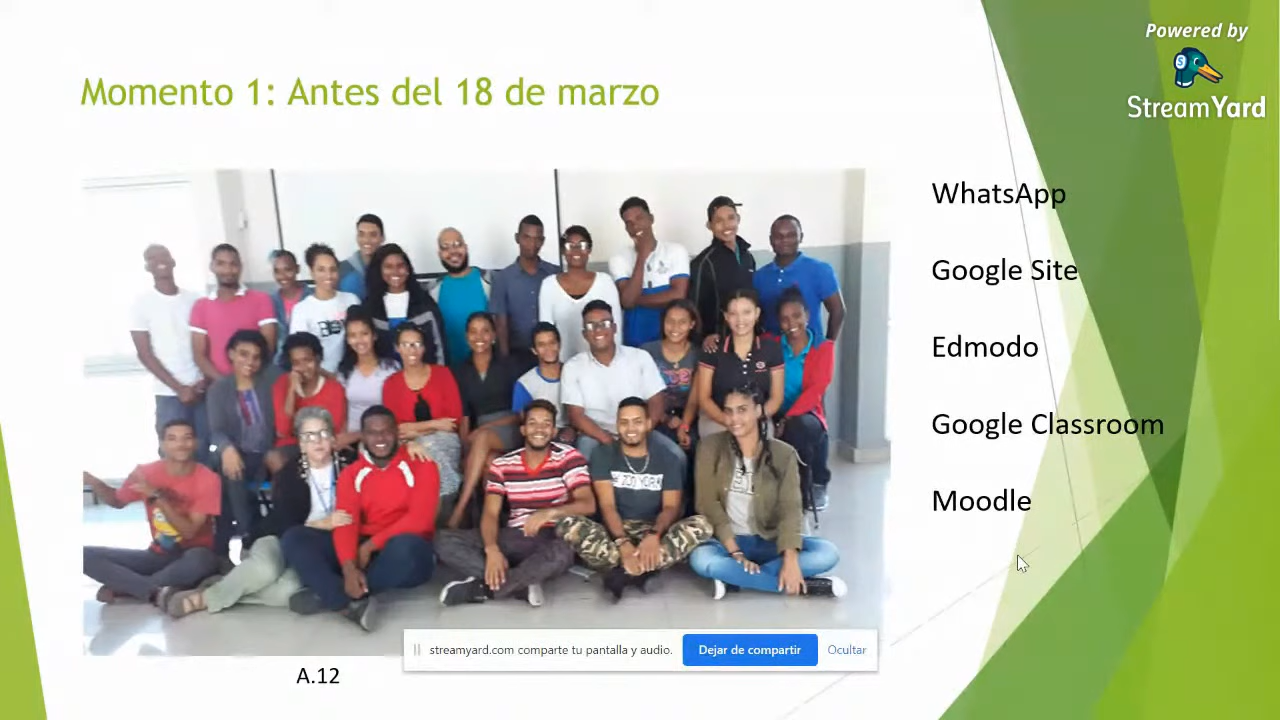 Powered by
StreamYard
Momento 1: Antes del 18 de marzo
WhatsApp
Google Site
Edmodo
Google Classroom
Moodle
streamyard.com comparte tu pantalla y audio.
Dejar de compartir
Ocultar
A.12